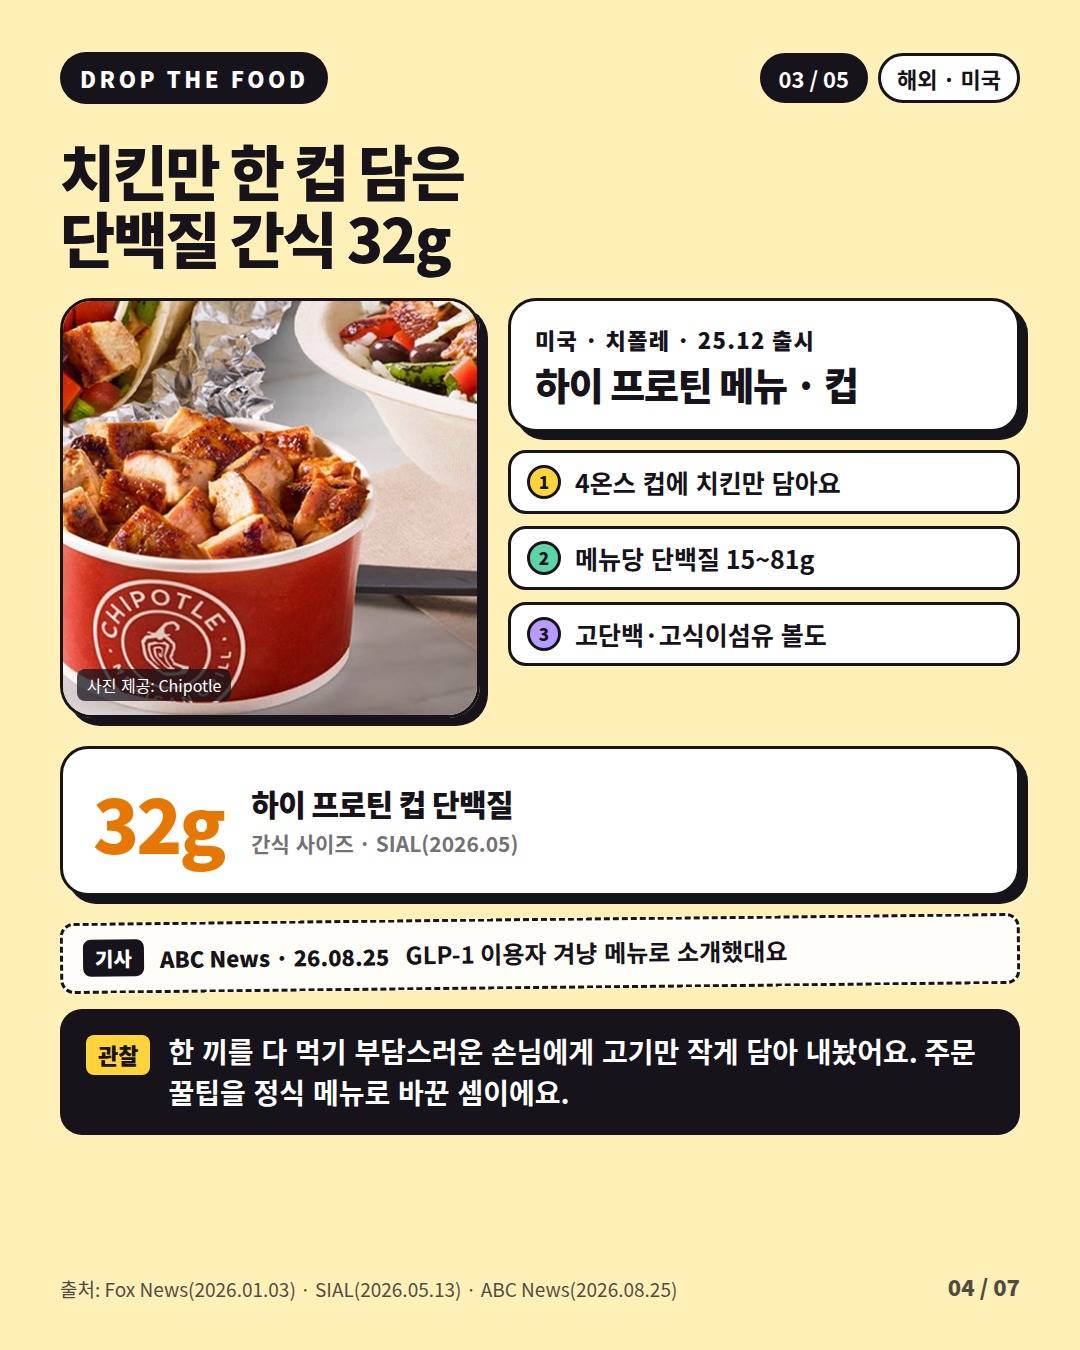 DROP THE FOOD
03 / 05
해외 · 미국
치킨만 한 컵 담은
단백질 간식 32g
CHIPOTLE
사진 제공: Chipotle
미국 · 치폴레 · 25.12 출시
하이 프로틴 메뉴 · 컵
1 4온스 컵에 치킨만 담아요
2 메뉴당 단백질 15~81g
3 고단백·고식이섬유 볼도
32g
하이 프로틴 컵 단백질
간식 사이즈 · SIAL(2026.05)
기사 ABC News · 26.08.25 GLP-1 이용자 겨냥 메뉴로 소개했대요
관찰 한 끼를 다 먹기 부담스러운 손님에게 고기만 작게 담아 내놨어요. 주문
꿀팁을 정식 메뉴로 바꾼 셈이에요.
출처: Fox News(2026.01.03) · SIAL(2026.05.13) · ABC News(2026.08.25)
04 / 07